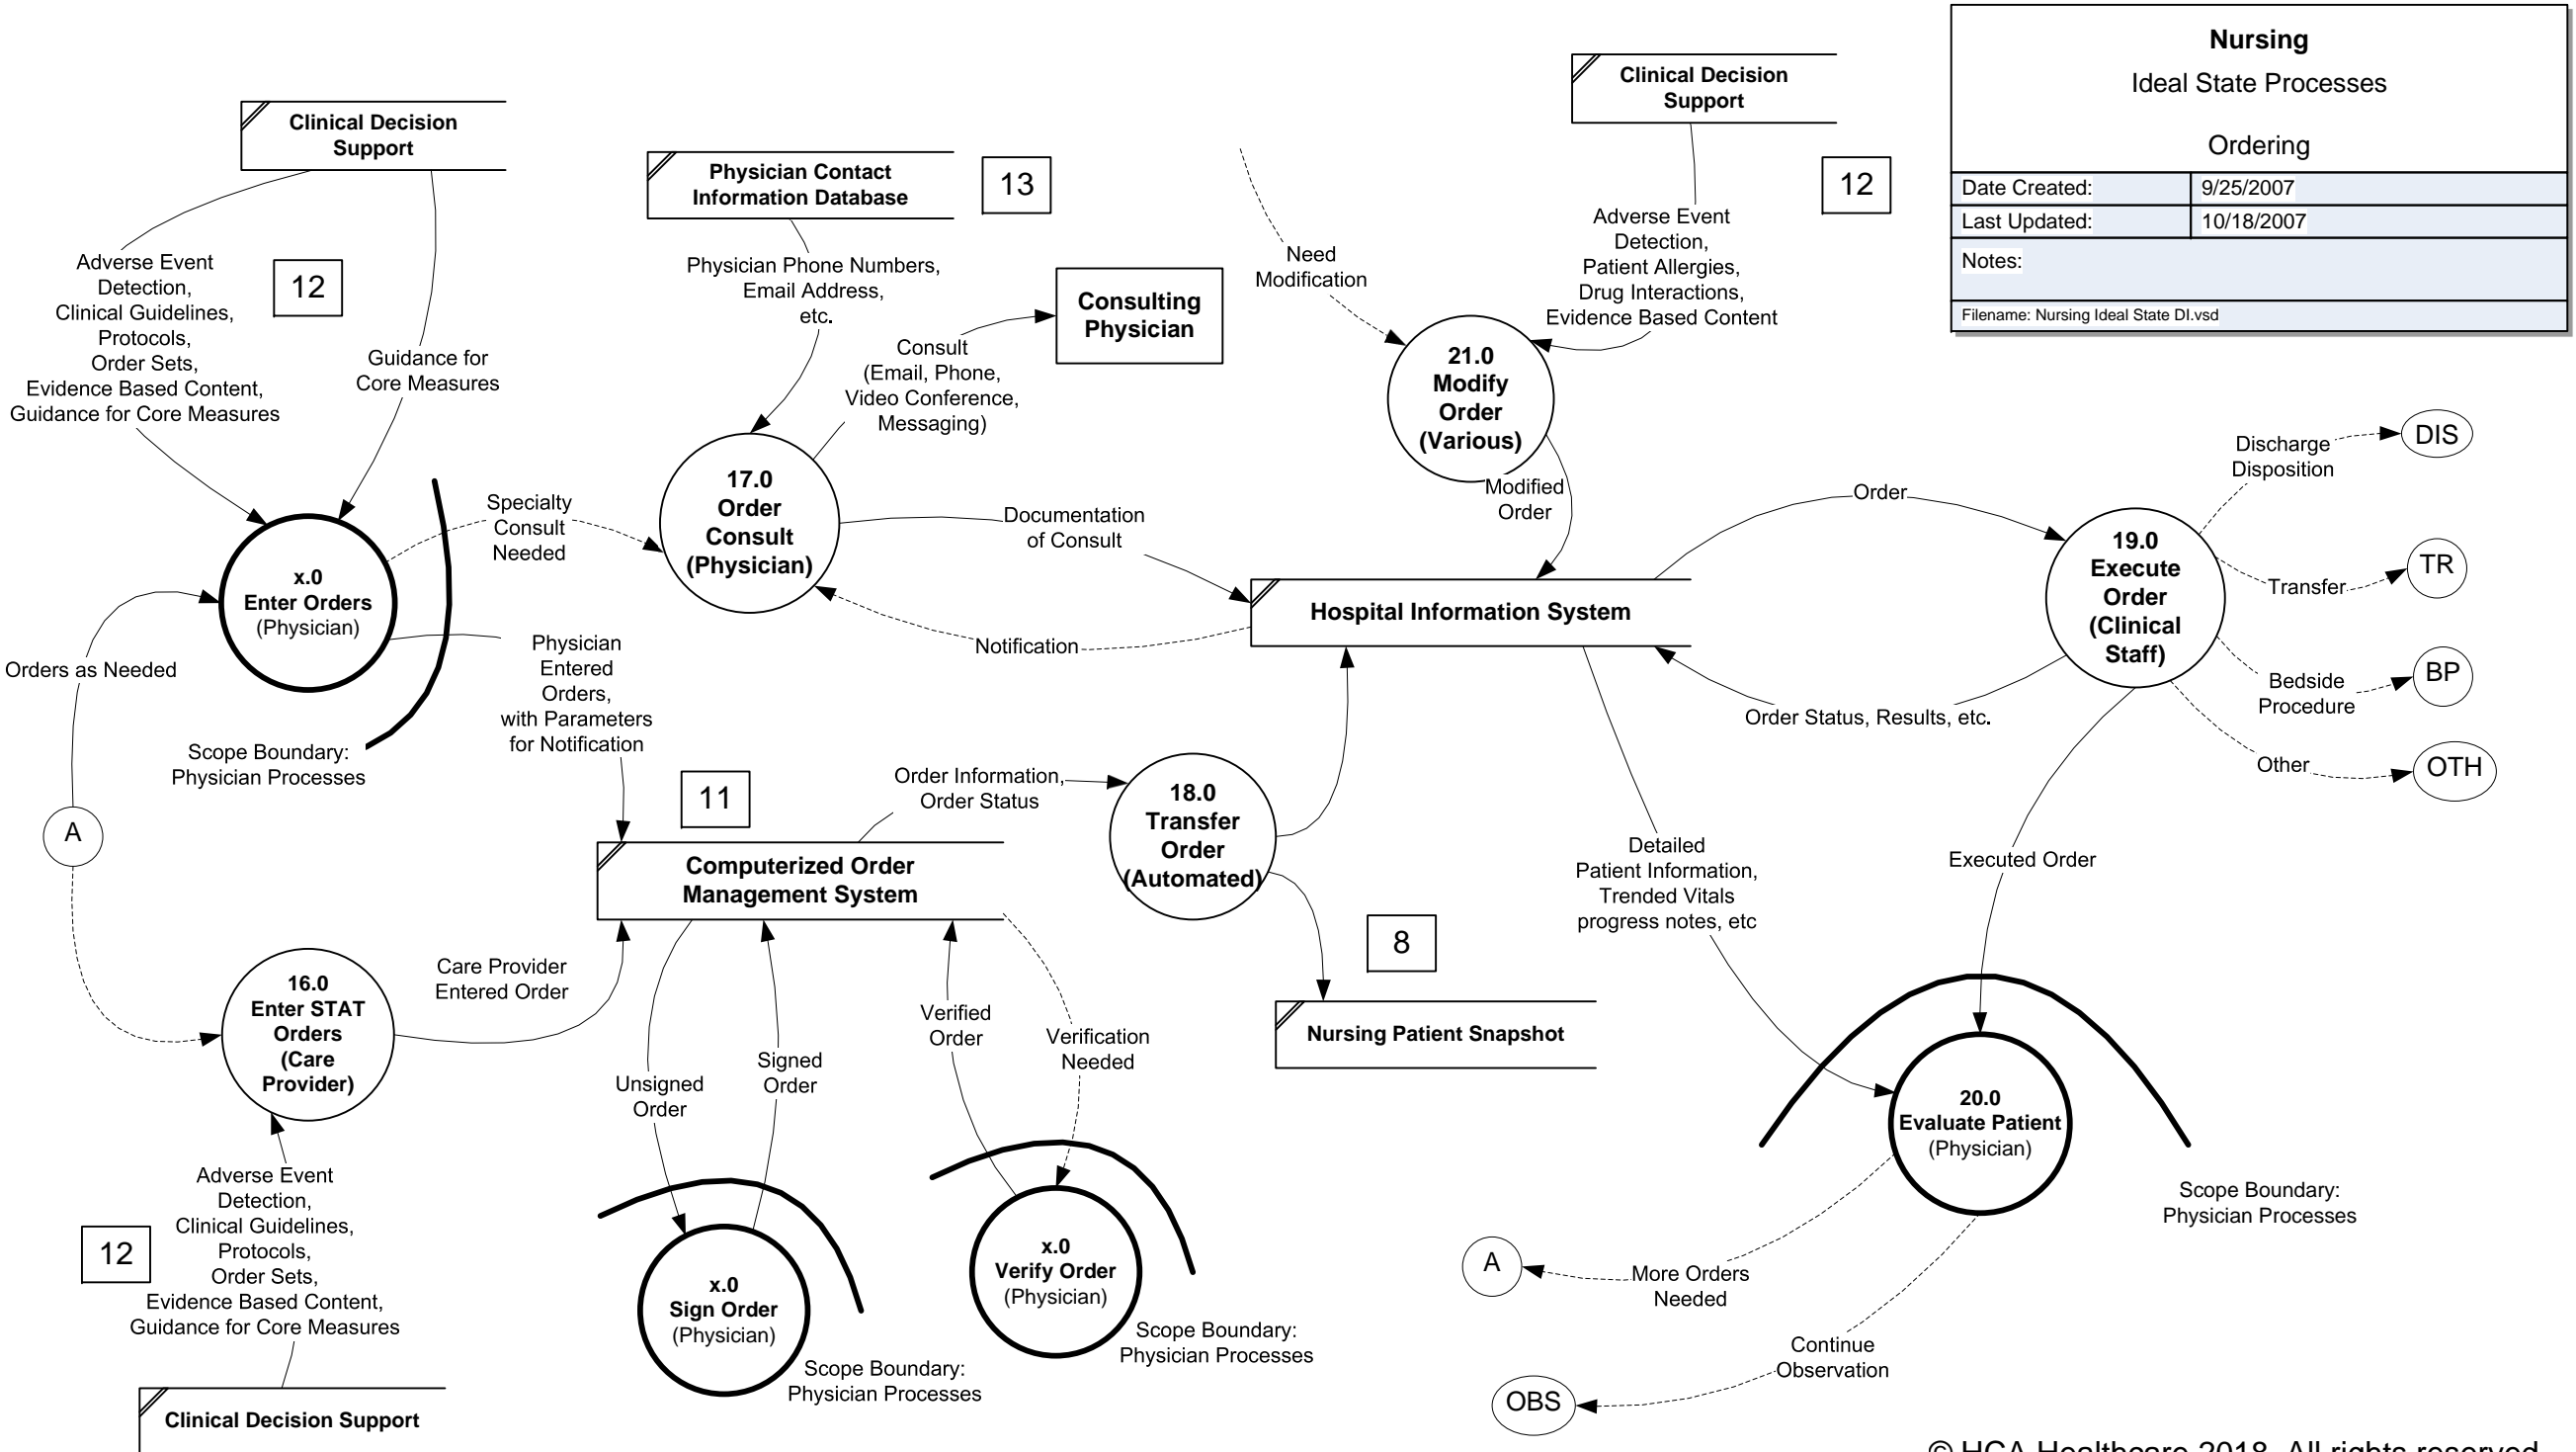 Nursing
Ideal State Processes
Ordering
Date Created:
9/25/2007
Last Updated:
10/18/2007
Notes:
Filename: Nursing Ideal State DI.vsd
Clinical Decision
Support
Adverse Event
Detection,
Clinical Guidelines,
Protocols,
Order Sets,
Evidence Based Content,
Guidance for Core Measures
12
Guidance for
Core Measures
Physician Contact
Information Database
13
Physician Phone Numbers,
Email Address,
etc.
Consult
(Email, Phone,
Video Conference,
Messaging)
Consulting
Physician
Need
Modification
Clinical Decision
Support
12
Adverse Event
Detection,
Patient Allergies,
Drug Interactions,
Evidence Based Content
21.0
Modify
Order
(Various)
Modified
Order
x.0
Enter Orders
(Physician)
Specialty
Consult
Needed
17.0
Order
Consult
(Physician)
Documentation
of Consult
Notification
Hospital Information System
Order
Order Status, Results, etc.
19.0
Execute
Order
(Clinical
Staff)
Discharge
Disposition
DIS
Transfer
TR
Bedside
Procedure
BP
Other
OTH
Orders as Needed
Scope Boundary:
Physician Processes
Physician
Entered
Orders,
with Parameters
for Notification
A
11
Computerized Order
Management System
Order Information,
Order Status
18.0
Transfer
Order
(Automated)
8
Nursing Patient Snapshot
Detailed
Patient Information,
Trended Vitals
progress notes, etc
Executed Order
16.0
Enter STAT
Orders
(Care
Provider)
Care Provider
Entered Order
Unsigned
Order
Signed
Order
Verified
Order
Verification
Needed
20.0
Evaluate Patient
(Physician)
Scope Boundary:
Physician Processes
12
Adverse Event
Detection,
Clinical Guidelines,
Protocols,
Order Sets,
Evidence Based Content,
Guidance for Core Measures
Clinical Decision Support
x.0
Sign Order
(Physician)
Scope Boundary:
Physician Processes
x.0
Verify Order
(Physician)
Scope Boundary:
Physician Processes
A
More Orders
Needed
Continue
Observation
OBS
© HCA Healthcare 2018. All rights reserved